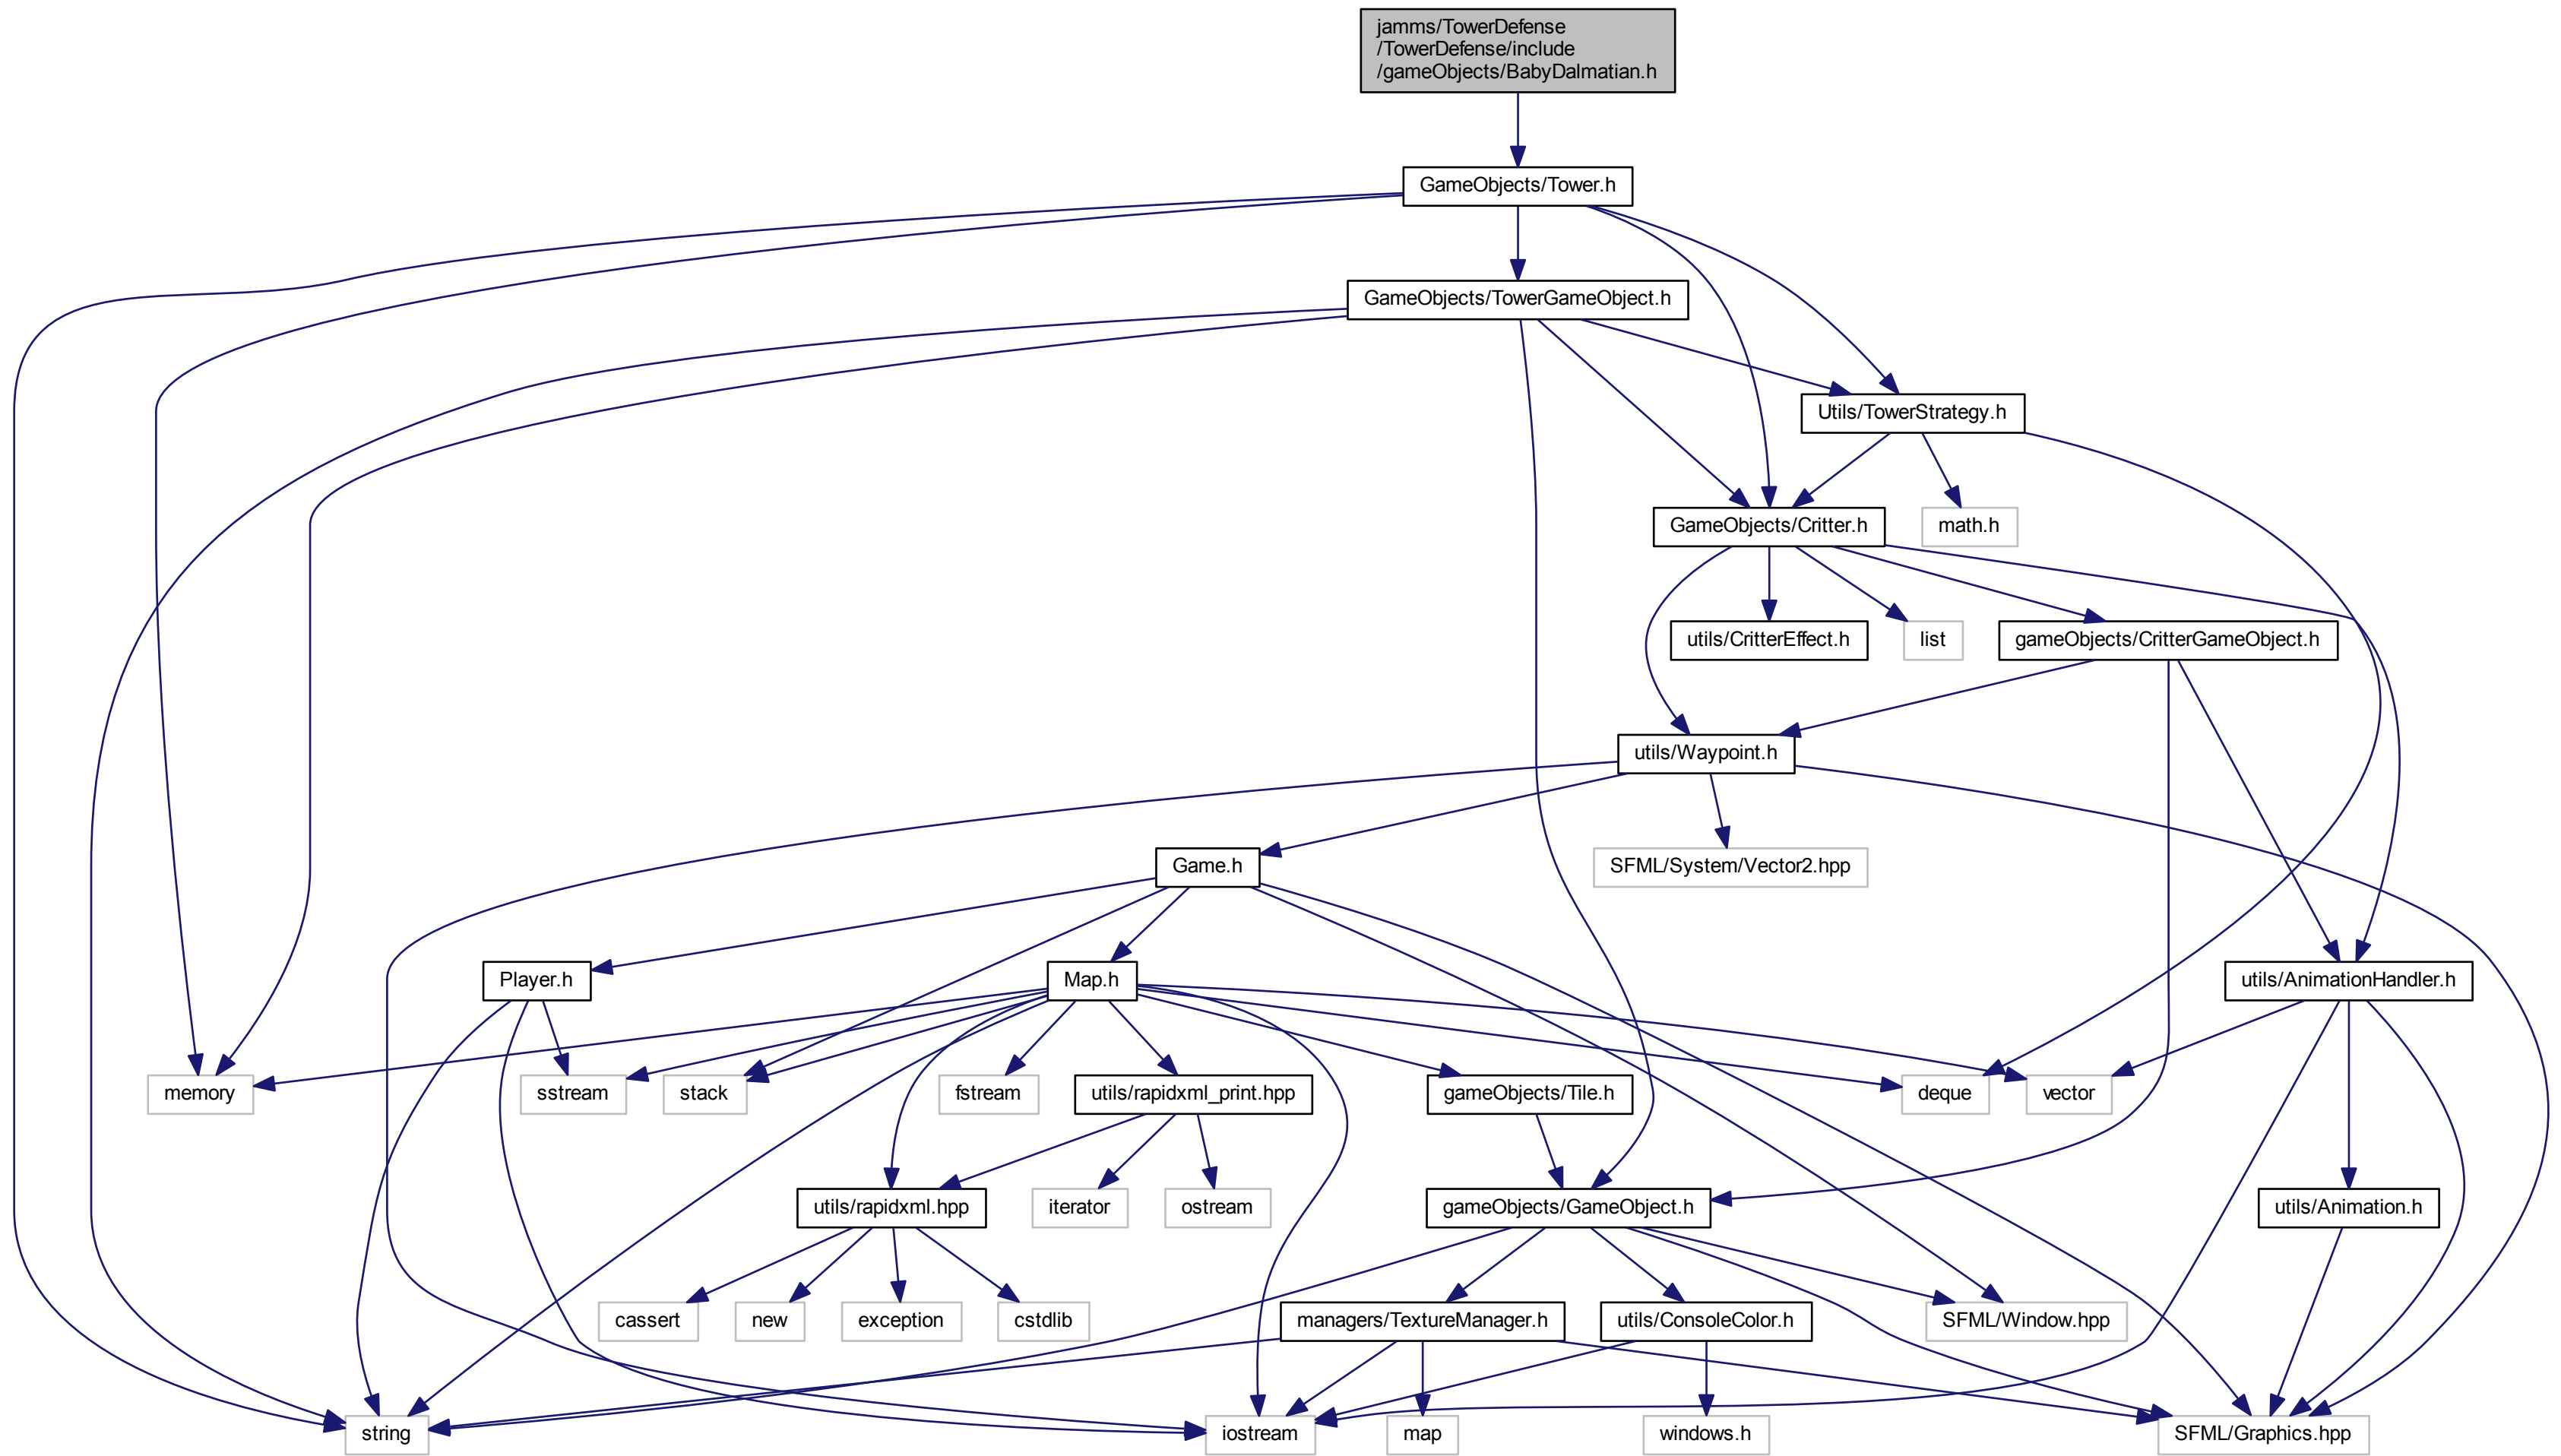 jamms/TowerDefense
/TowerDefense/include
/gameObjects/BabyDalmatian.h
GameObjects/Tower.h
GameObjects/TowerGameObject.h
Utils/TowerStrategy.h
GameObjects/Critter.h
math.h
utils/CritterEffect.h
list
gameObjects/CritterGameObject.h
utils/Waypoint.h
Game.h
SFML/System/Vector2.hpp
Player.h
Map.h
utils/AnimationHandler.h
memory
sstream
stack
fstream
utils/rapidxml_print.hpp
gameObjects/Tile.h
deque
vector
utils/rapidxml.hpp
iterator
ostream
gameObjects/GameObject.h
utils/Animation.h
cassert
new
exception
cstdlib
managers/TextureManager.h
utils/ConsoleColor.h
SFML/Window.hpp
string
iostream
map
windows.h
SFML/Graphics.hpp